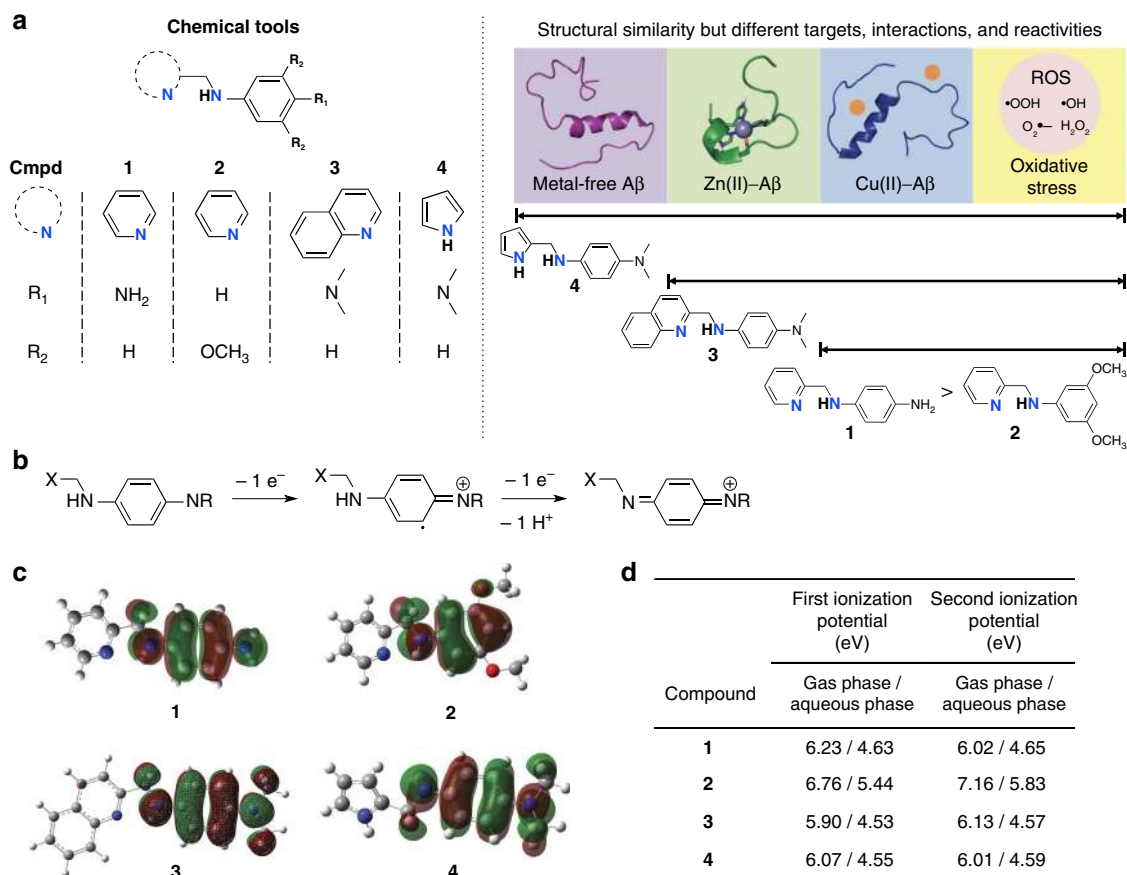 a
Chemical tools
N
HN
R2
R1
R2
Cmpd 1 2 3 4
N N N N N
H
R1 NH2 H N N
R2 H OCH3 H H
Structural similarity but different targets, interactions, and reactivities
Metal-free Aβ
Zn(II)–Aβ
Cu(II)–Aβ
ROS
•OOH •OH
O2•– H2O2
Oxidative
stress
N
H
HN
N
4
N
HN
N
3
N
HN
NH2
1
>
N
HN
OCH3
OCH3
2
b
X
HN
NR
– 1 e–
X
HN
⊕
NR
•
– 1 e–
– 1 H+
X
N
⊕
NR
c
1
2
3
4
d
First ionization
potential
(eV)
Second ionization
potential
(eV)
Compound
Gas phase /
aqueous phase
Gas phase /
aqueous phase
1 6.23 / 4.63 6.02 / 4.65
2 6.76 / 5.44 7.16 / 5.83
3 5.90 / 4.53 6.13 / 4.57
4 6.07 / 4.55 6.01 / 4.59